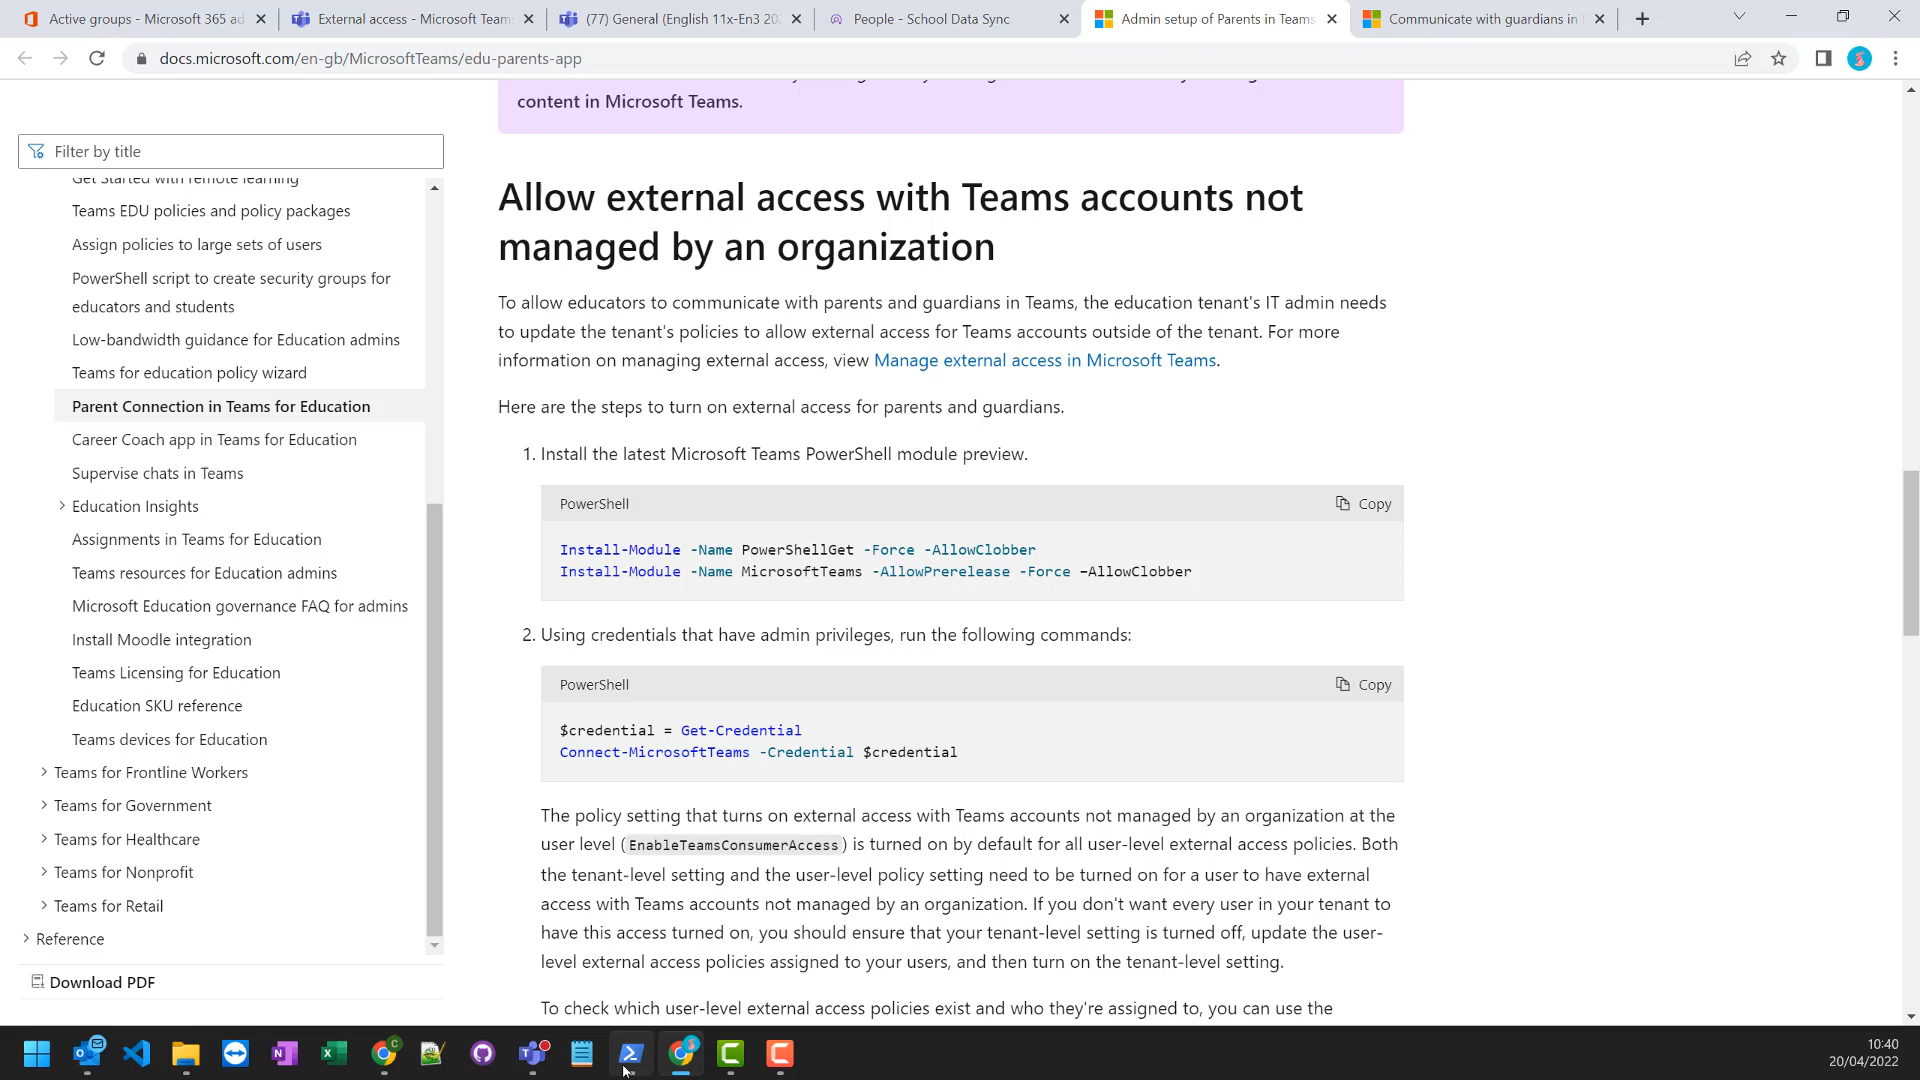 Active groups - Microsoft 365 ad
External access - Microsoft Team
(77) General (English 11x-En3 20
People - School Data Sync
Admin setup of Parents in Teams
Communicate with guardians in
docs.microsoft.com/en-gb/MicrosoftTeams/edu-parents-app
content in Microsoft Teams.
Filter by title
Get Started with remote learning
Teams EDU policies and policy packages
Assign policies to large sets of users
PowerShell script to create security groups for
educators and students
Low-bandwidth guidance for Education admins
Teams for education policy wizard
Parent Connection in Teams for Education
Career Coach app in Teams for Education
Supervise chats in Teams
Education Insights
Assignments in Teams for Education
Teams resources for Education admins
Microsoft Education governance FAQ for admins
Install Moodle integration
Teams Licensing for Education
Education SKU reference
Teams devices for Education
Teams for Frontline Workers
Teams for Government
Teams for Healthcare
Teams for Nonprofit
Teams for Retail
Reference
Download PDF
Allow external access with Teams accounts not
managed by an organization
To allow educators to communicate with parents and guardians in Teams, the education tenant's IT admin needs
to update the tenant's policies to allow external access for Teams accounts outside of the tenant. For more
information on managing external access, view Manage external access in Microsoft Teams.
Here are the steps to turn on external access for parents and guardians.
1. Install the latest Microsoft Teams PowerShell module preview.
PowerShell
Copy
Install-Module -Name PowerShellGet -Force -AllowClobber
Install-Module -Name MicrosoftTeams -AllowPrerelease -Force –AllowClobber
2. Using credentials that have admin privileges, run the following commands:
PowerShell
Copy
$credential = Get-Credential
Connect-MicrosoftTeams -Credential $credential
The policy setting that turns on external access with Teams accounts not managed by an organization at the
user level (EnableTeamsConsumerAccess) is turned on by default for all user-level external access policies. Both
the tenant-level setting and the user-level policy setting need to be turned on for a user to have external
access with Teams accounts not managed by an organization. If you don't want every user in your tenant to
have this access turned on, you should ensure that your tenant-level setting is turned off, update the user-
level external access policies assigned to your users, and then turn on the tenant-level setting.
To check which user-level external access policies exist and who they're assigned to, you can use the
10:40
20/04/2022